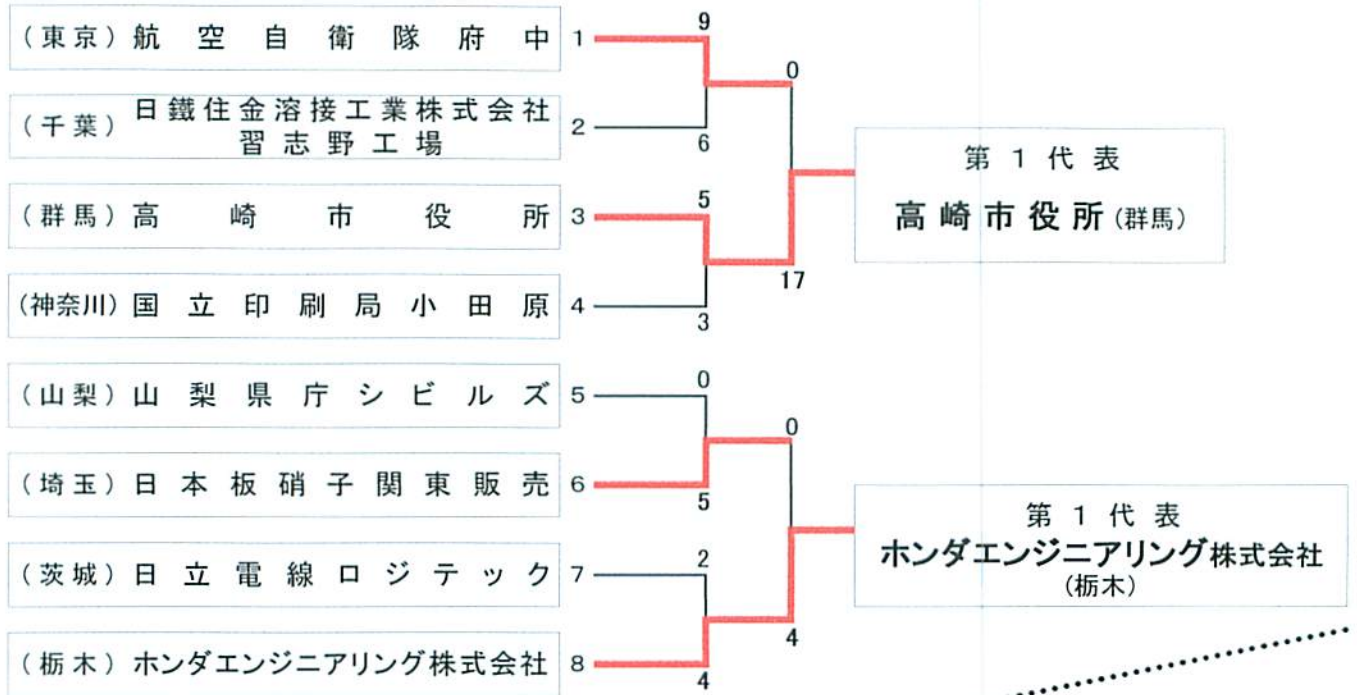 (東京) 航空自衛隊府中 1
9
0
(千葉) 日鐵住金溶接工業株式会社
習志野工場 2
6
(群馬) 高崎市役所 3
5
17
(神奈川) 国立印刷局小田原 4
3
第1代表
高崎市役所(群馬)
(山梨) 山梨県庁シビルズ 5
0
0
(埼玉) 日本板硝子関東販売 6
5
(茨城) 日立電線ロジテック 7
2
4
(栃木) ホンダエンジニアリング株式会社 8
4
第1代表
ホンダエンジニアリング株式会社
(栃木)